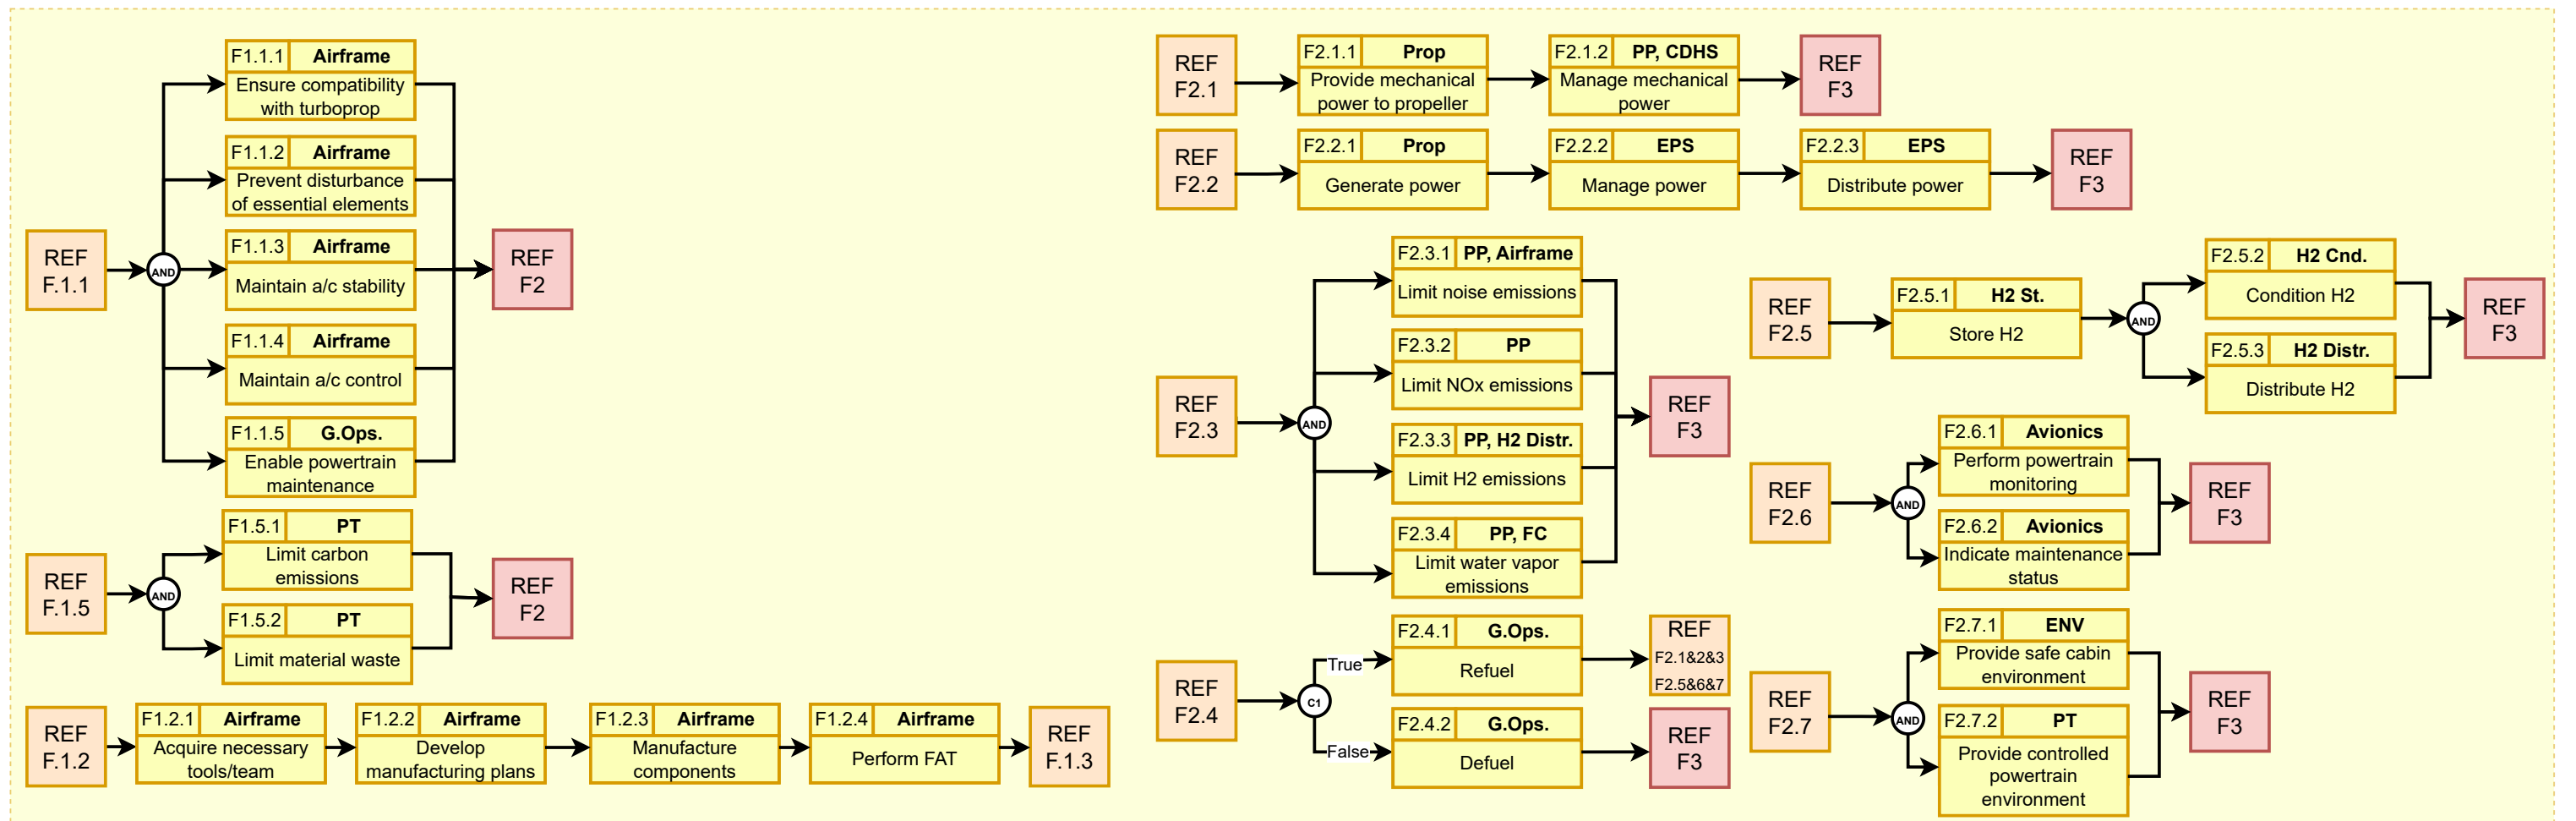 REF
F.1.1
AND
F1.1.1 Airframe
Ensure compatibility
with turboprop
F1.1.2 Airframe
Prevent disturbance
of essential elements
F1.1.3 Airframe
Maintain a/c stability
F1.1.4 Airframe
Maintain a/c control
F1.1.5 G.Ops.
Enable powertrain
maintenance
REF
F2
REF
F.1.5
AND
F1.5.1 PT
Limit carbon
emissions
F1.5.2 PT
Limit material waste
REF
F2
REF
F.1.2
F1.2.1 Airframe
Acquire necessary
tools/team
F1.2.2 Airframe
Develop
manufacturing plans
F1.2.3 Airframe
Manufacture
components
F1.2.4 Airframe
Perform FAT
REF
F.1.3
REF
F2.1
F2.1.1 Prop
Provide mechanical
power to propeller
F2.1.2 PP, CDHS
Manage mechanical
power
REF
F3
REF
F2.2
F2.2.1 Prop
Generate power
F2.2.2 EPS
Manage power
F2.2.3 EPS
Distribute power
REF
F3
REF
F2.3
AND
F2.3.1 PP, Airframe
Limit noise emissions
F2.3.2 PP
Limit NOx emissions
F2.3.3 PP, H2 Distr.
Limit H2 emissions
F2.3.4 PP, FC
Limit water vapor
emissions
REF
F3
REF
F2.4
C1
True
F2.4.1 G.Ops.
Refuel
REF
F2.1&2&3
F2.5&6&7
False
F2.4.2 G.Ops.
Defuel
REF
F3
REF
F2.5
F2.5.1 H2 St.
Store H2
AND
F2.5.2 H2 Cnd.
Condition H2
F2.5.3 H2 Distr.
Distribute H2
REF
F3
REF
F2.6
AND
F2.6.1 Avionics
Perform powertrain
monitoring
F2.6.2 Avionics
Indicate maintenance
status
REF
F3
REF
F2.7
AND
F2.7.1 ENV
Provide safe cabin
environment
F2.7.2 PT
Provide controlled
powertrain
environment
REF
F3